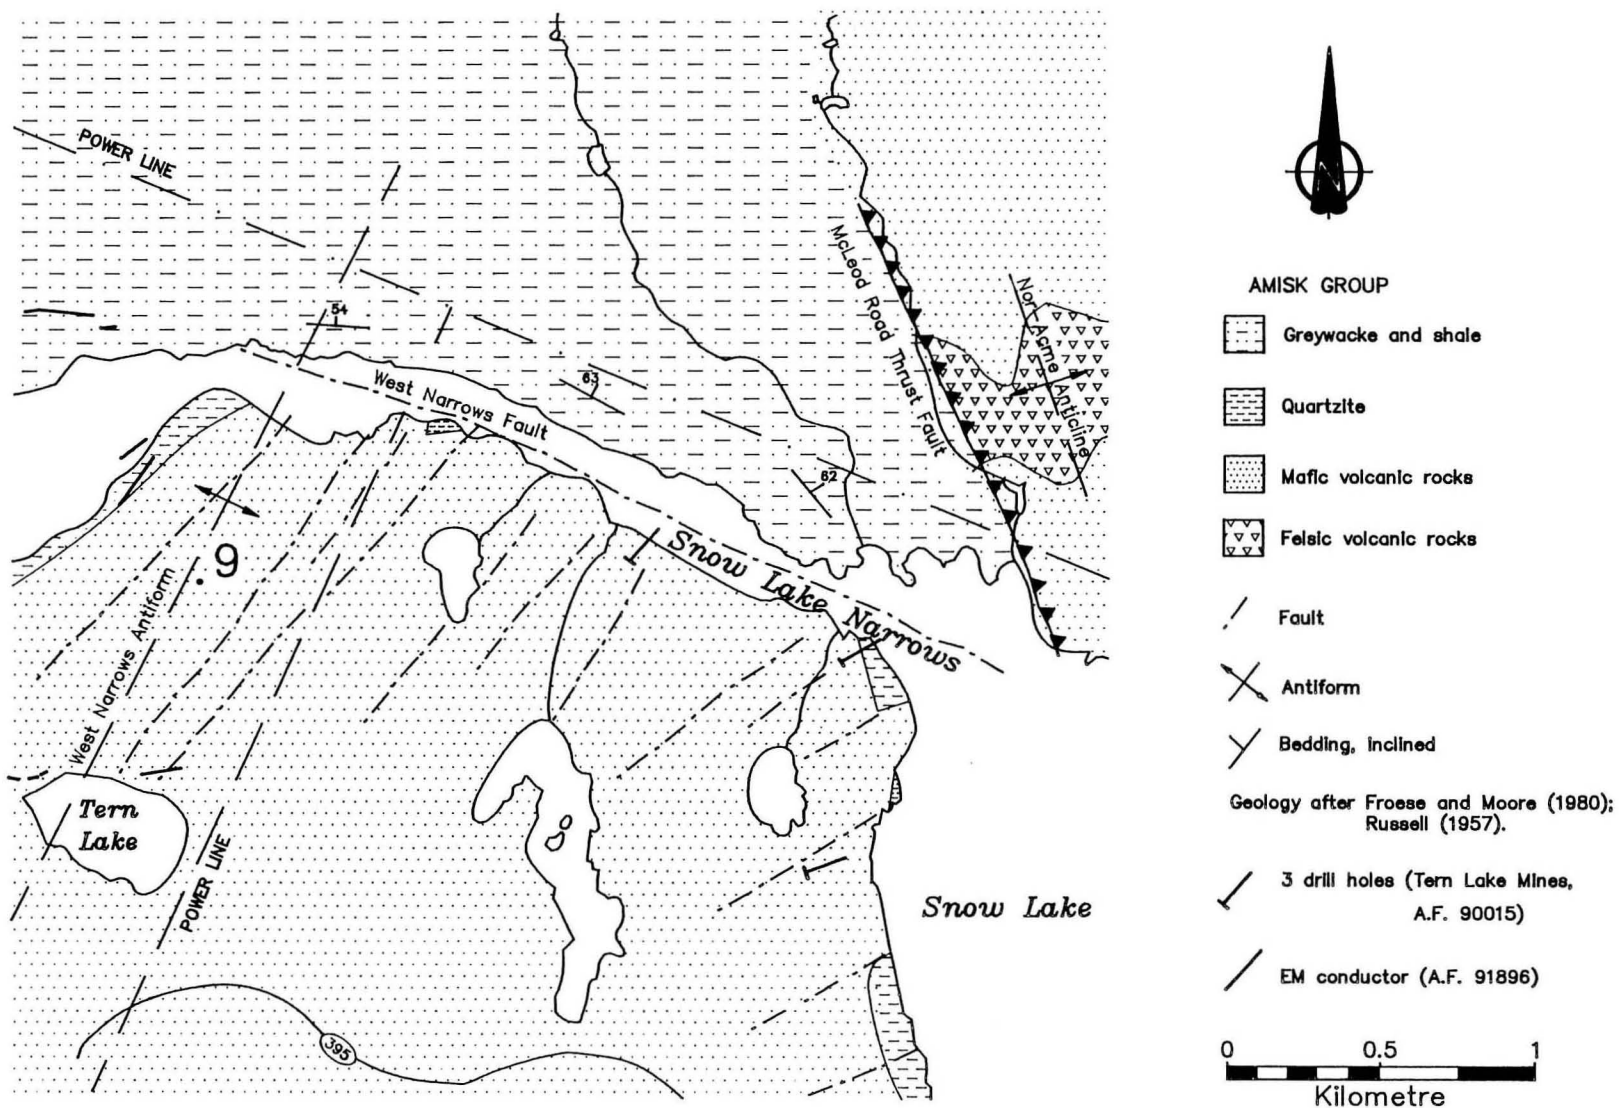 POWER LINE
54
63
62
West Narrows Fault
McLeod Road Thrust Fault
Nor Acme Anticline
9
West Narrows Antiform
Snow Lake Narrows
Tern
Lake
POWER LINE
Snow Lake
395
N
AMISK GROUP
Greywacke and shale
Quartzite
Mafic volcanic rocks
Felsic volcanic rocks
Fault
Antiform
Bedding, inclined
Geology after Froese and Moore (1980);
Russell (1957).
3 drill holes (Tern Lake Mines,
A.F. 90015)
EM conductor (A.F. 91896)
0 0.5 1
Kilometre